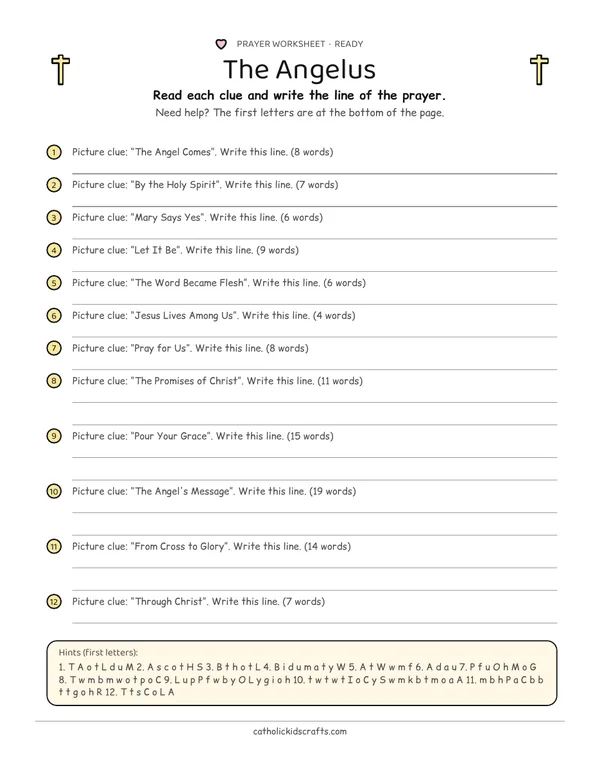 PRAYER WORKSHEET · READY
The Angelus
Read each clue and write the line of the prayer.
Need help? The first letters are at the bottom of the page.
1 Picture clue: "The Angel Comes". Write this line. (8 words)
2 Picture clue: "By the Holy Spirit". Write this line. (7 words)
3 Picture clue: "Mary Says Yes". Write this line. (6 words)
4 Picture clue: "Let It Be". Write this line. (9 words)
5 Picture clue: "The Word Became Flesh". Write this line. (6 words)
6 Picture clue: "Jesus Lives Among Us". Write this line. (4 words)
7 Picture clue: "Pray for Us". Write this line. (8 words)
8 Picture clue: "The Promises of Christ". Write this line. (11 words)
9 Picture clue: "Pour Your Grace". Write this line. (15 words)
10 Picture clue: "The Angel's Message". Write this line. (19 words)
11 Picture clue: "From Cross to Glory". Write this line. (14 words)
12 Picture clue: "Through Christ". Write this line. (7 words)
Hints (first letters):
1. T A o t L d u M 2. A s c o t H S 3. B t h o t L 4. B i d u m a t y W 5. A t W w m f 6. A d a u 7. P f u O h M o G
8. T w m b m w o t p o C 9. L u p P f w b y O L y g i o h 10. t w t w t I o C y S w m k b t m o a A 11. m b h P a C b b
t t g o h R 12. T t s C o L A
catholickidscrafts.com